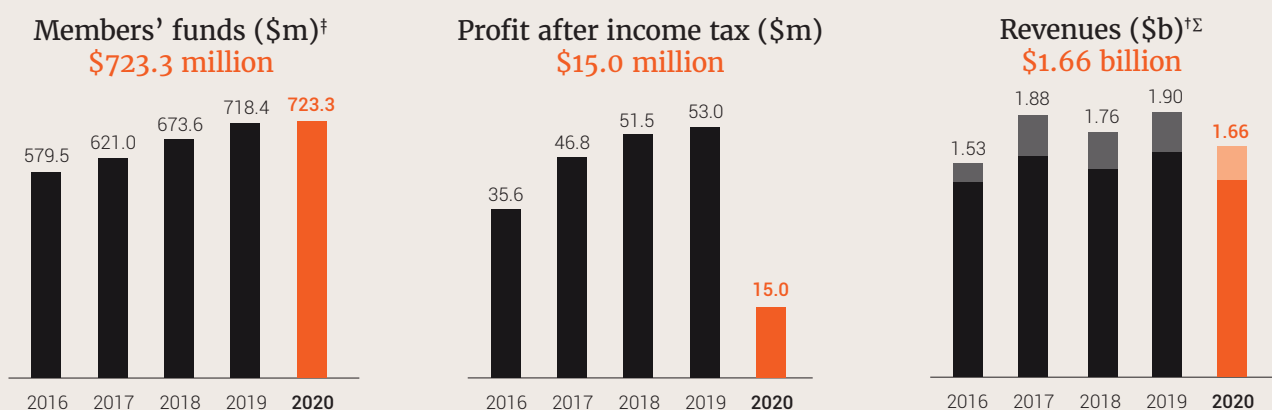 Members’ funds ($m)‡
$723.3 million
579.5
621.0
673.6
718.4
723.3
2016 2017 2018 2019 2020
Profit after income tax ($m)
$15.0 million
35.6
46.8
51.5
53.0
15.0
2016 2017 2018 2019 2020
Revenues ($b)†Σ
$1.66 billion
1.53
1.88
1.76
1.90
1.66
2016 2017 2018 2019 2020